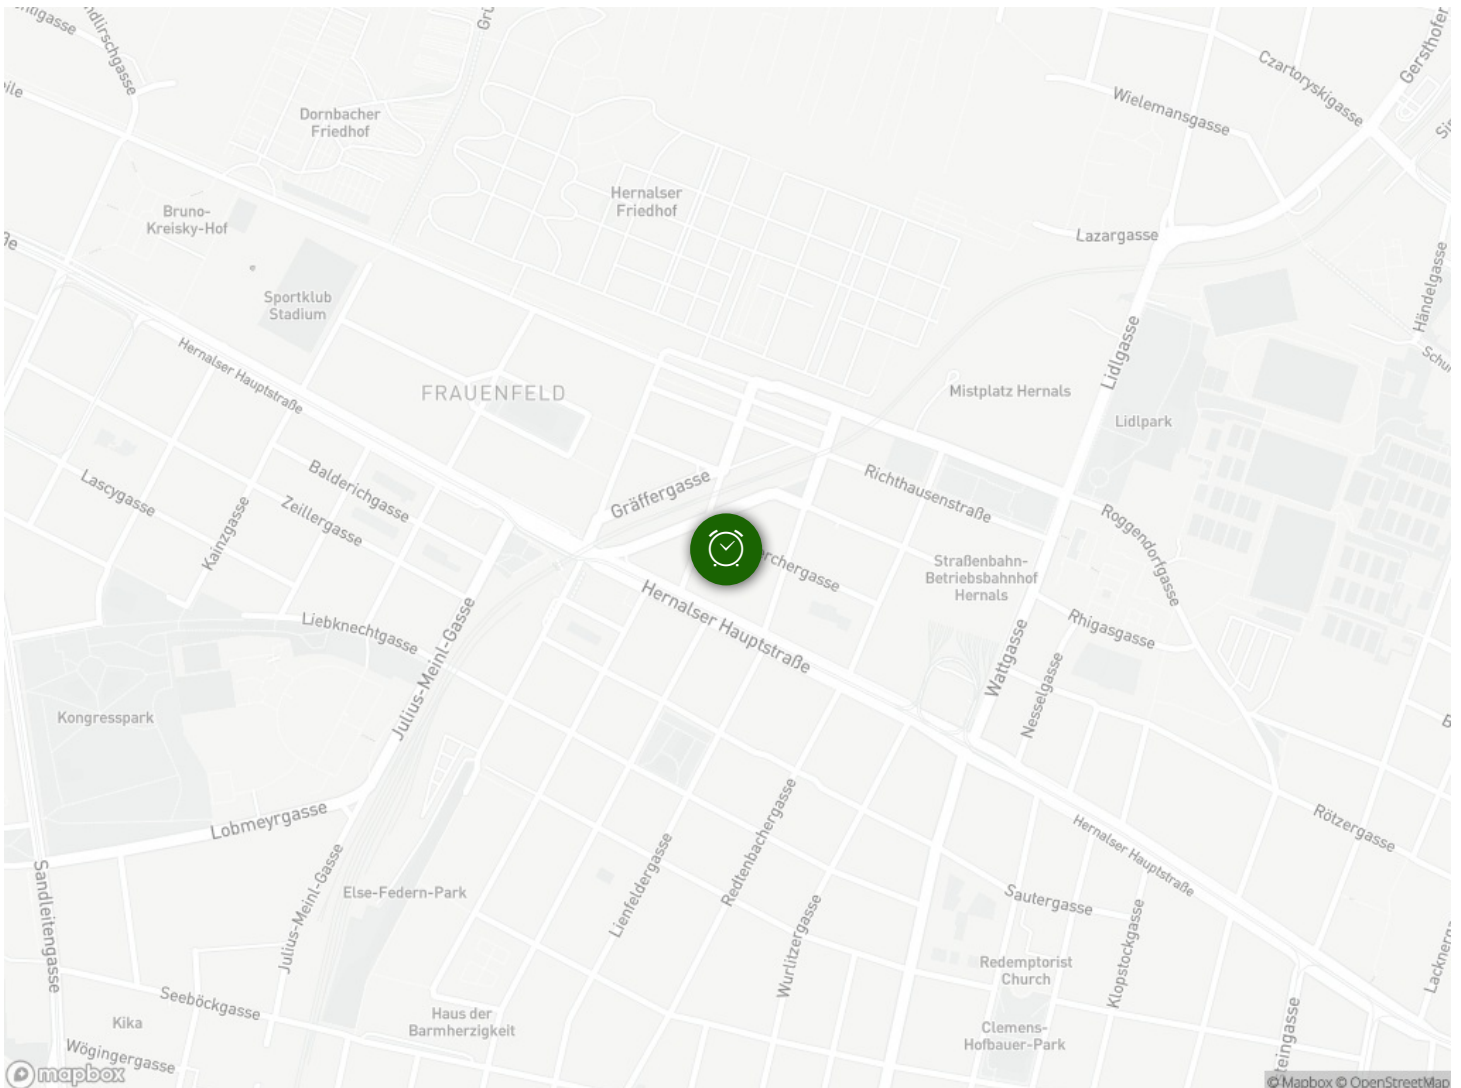 Czartoryskigasse
Gersthofer
Wielemansgasse
Dornbacher
Friedhof
Hernalser
Friedhof
Bruno-
Kreisky-Hof
Lazargasse
Händelgasse
Sportklub
Stadium
Hernalser Hauptstraße
Lidlgasse
FRAUENFELD
Mistplatz Hernals
Lidlpark
Balderichgasse
Lascygasse
Zeillergasse
Kainzgasse
Gräffergasse
Richthausenstraße
Roggendorfgasse
Straßenbahn-
Betriebsbahnhof
Hernals
erchergasse
Hernalser Hauptstraße
Liebknechtgasse
Rhigasgasse
Wattgasse
Nesselgasse
Julius-Meinl-Gasse
Kongresspark
Lobmeyrgasse
Rötzergasse
Hernalser Hauptstraße
Redtenbachergasse
Lienfeldergasse
Sandleitengasse
Julius-Meinl-Gasse
Else-Federn-Park
Sautergasse
Wurlitzergasse
Klopstockgasse
Redemptorist
Church
Seeböckgasse
Haus der
Barmherzigkeit
Kika
Clemens-
Hofbauer-Park
Wögingergasse
mapbox
© Mapbox © OpenStreetMap